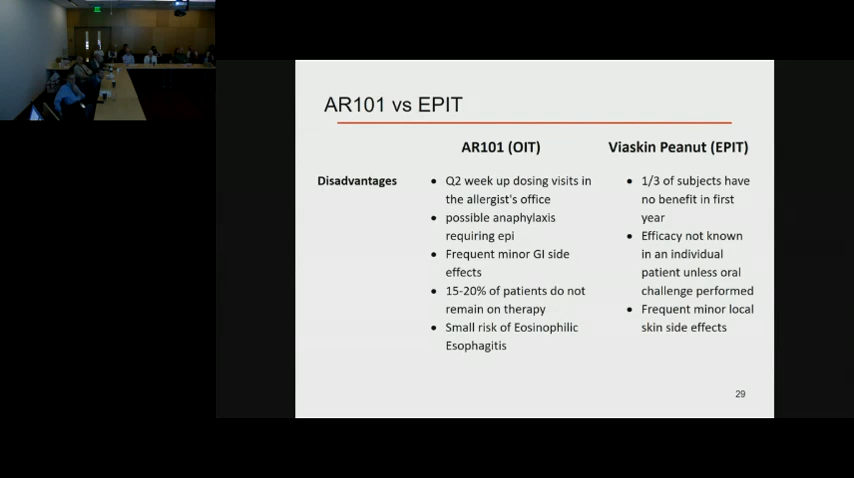 AR101 vs EPIT
AR101 (OIT)
Viaskin Peanut (EPIT)
Disadvantages
• Q2 week up dosing visits in
the allergist's office
• possible anaphylaxis
requiring epi
• Frequent minor GI side
effects
• 15-20% of patients do not
remain on therapy
• Small risk of Eosinophilic
Esophagitis
• 1/3 of subjects have
no benefit in first
year
• Efficacy not known
in an individual
patient unless oral
challenge performed
• Frequent minor local
skin side effects
29